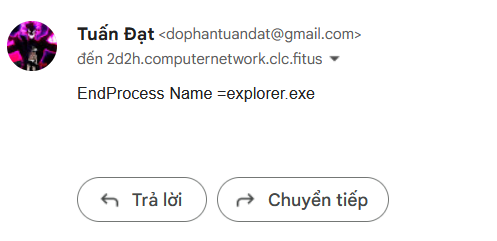 Tuấn Đạt <dophantuandat@gmail.com>
đến 2d2h.computernetwork.clc.fitus
EndProcess Name =explorer.exe
Trả lời Chuyển tiếp